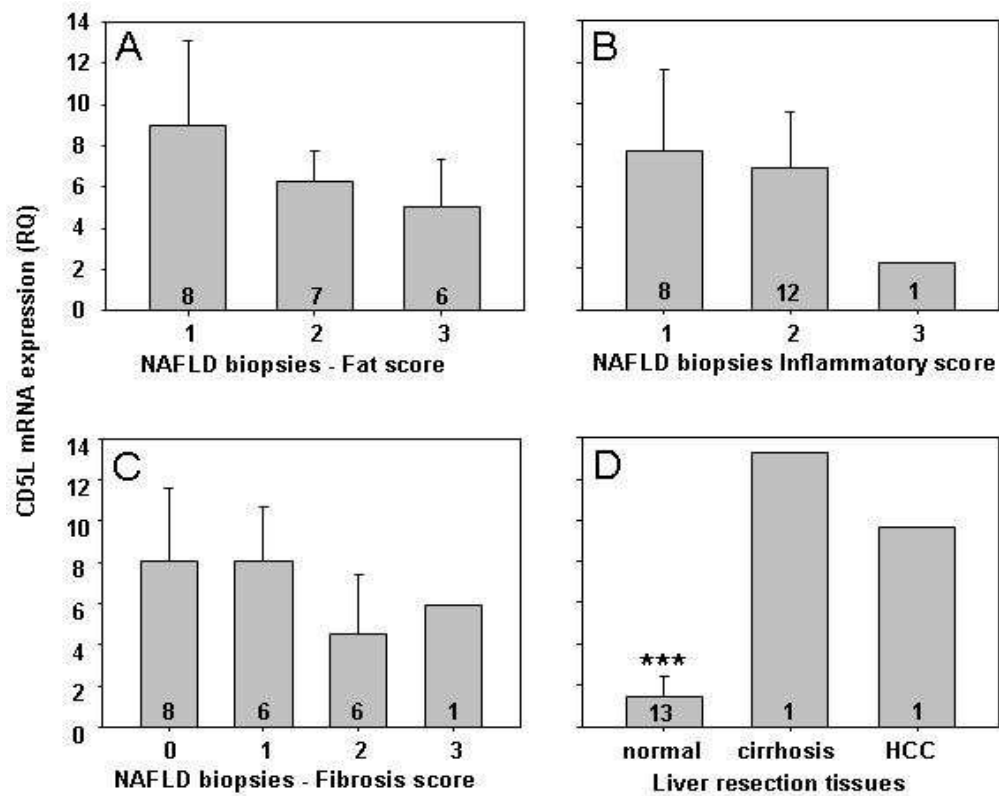 CD5L mRNA expression (RQ)
A
14
12
10
8
6
4
2
0
8 7 6
1 2 3
NAFLD biopsies - Fat score
B
8 12 1
1 2 3
NAFLD biopsies Inflammatory score
C
14
12
10
8
6
4
2
0
8 6 6 1
0 1 2 3
NAFLD biopsies - Fibrosis score
D
***
13 1 1
normal cirrhosis HCC
Liver resection tissues